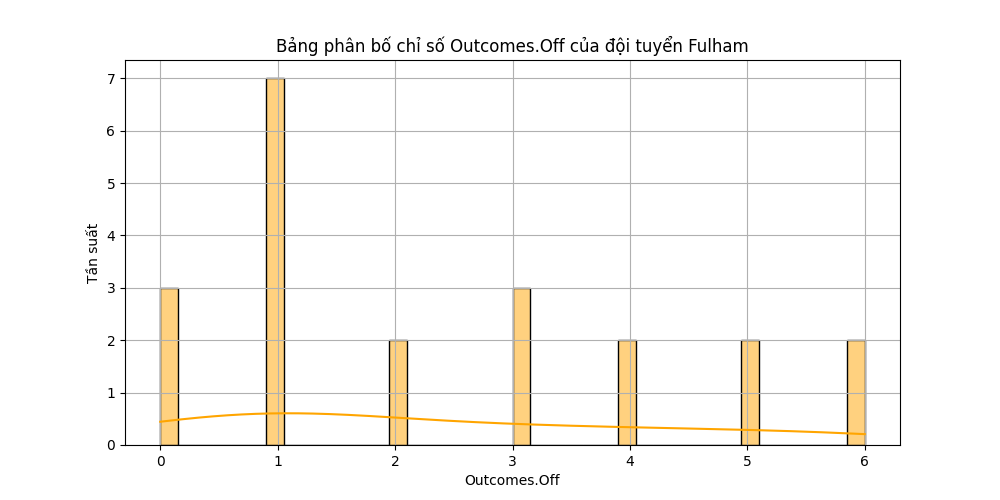 Bảng phân bố chỉ số Outcomes.Off của đội tuyển Fulham
Tần suất
7
6
5
4
3
2
1
0
0 1 2 3 4 5 6
Outcomes.Off